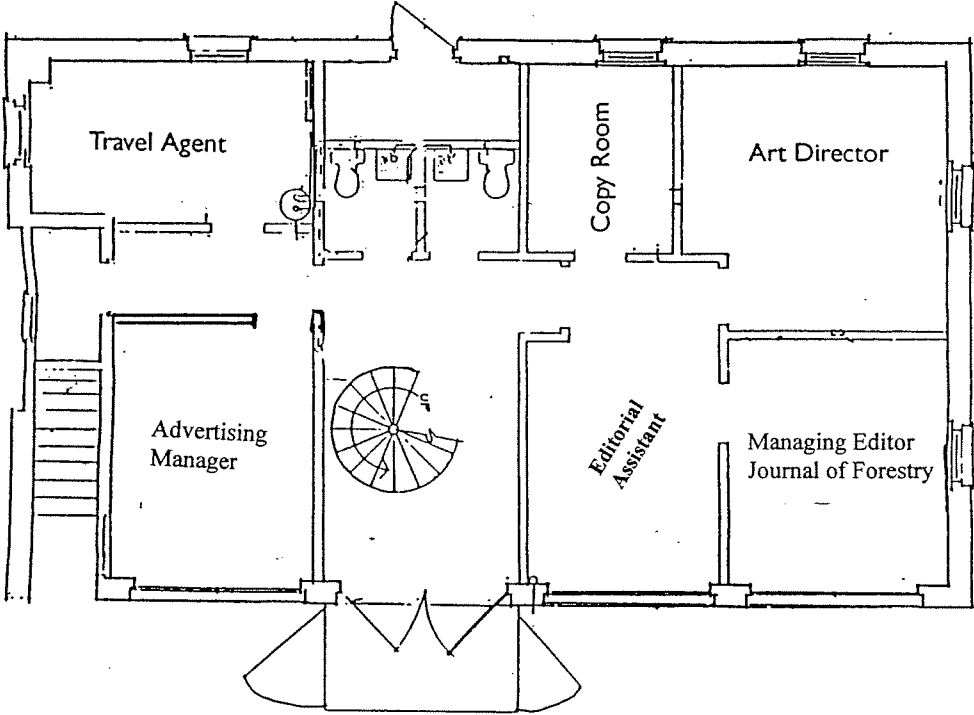 Travel Agent
Copy Room
Art Director
Advertising
Manager
Editorial
Assistant
Managing Editor
Journal of Forestry